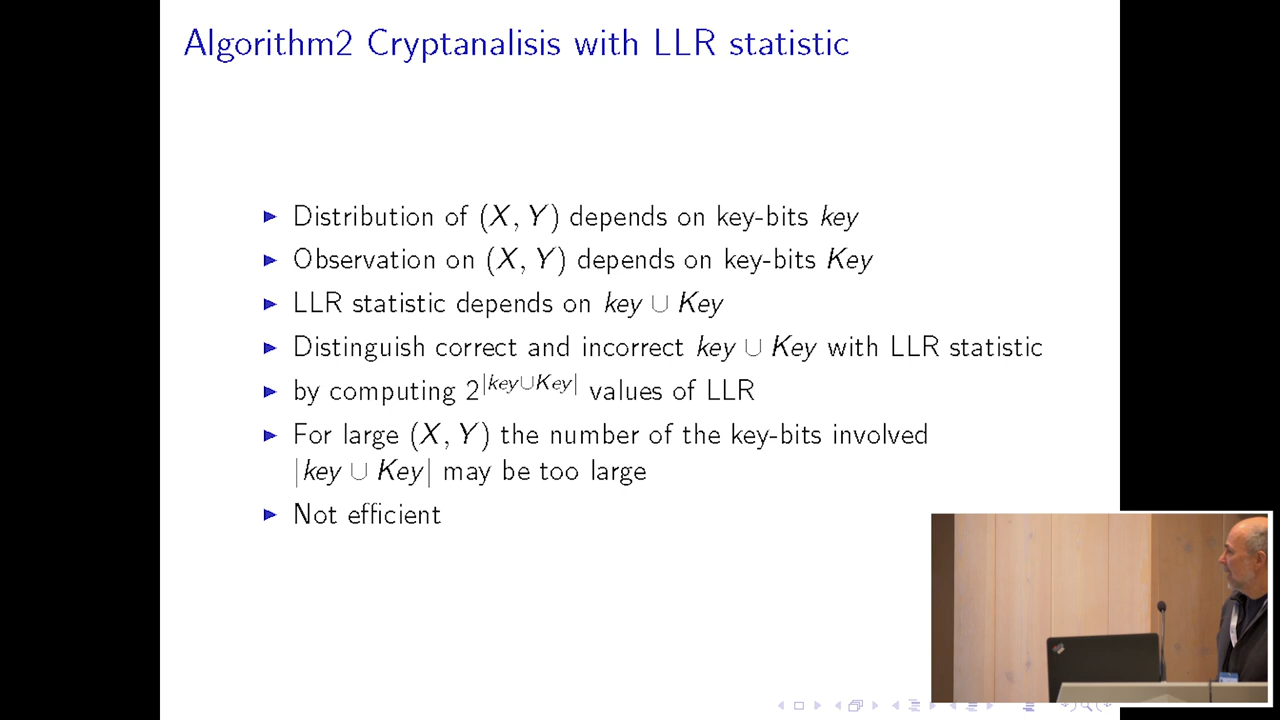 Algorithm2 Cryptanalisis with LLR statistic
▶ Distribution of (X, Y) depends on key-bits key
▶ Observation on (X, Y) depends on key-bits Key
▶ LLR statistic depends on key ∪ Key
▶ Distinguish correct and incorrect key ∪ Key with LLR statistic
▶ by computing 2^|key∪Key| values of LLR
▶ For large (X, Y) the number of the key-bits involved
|key ∪ Key| may be too large
▶ Not efficient